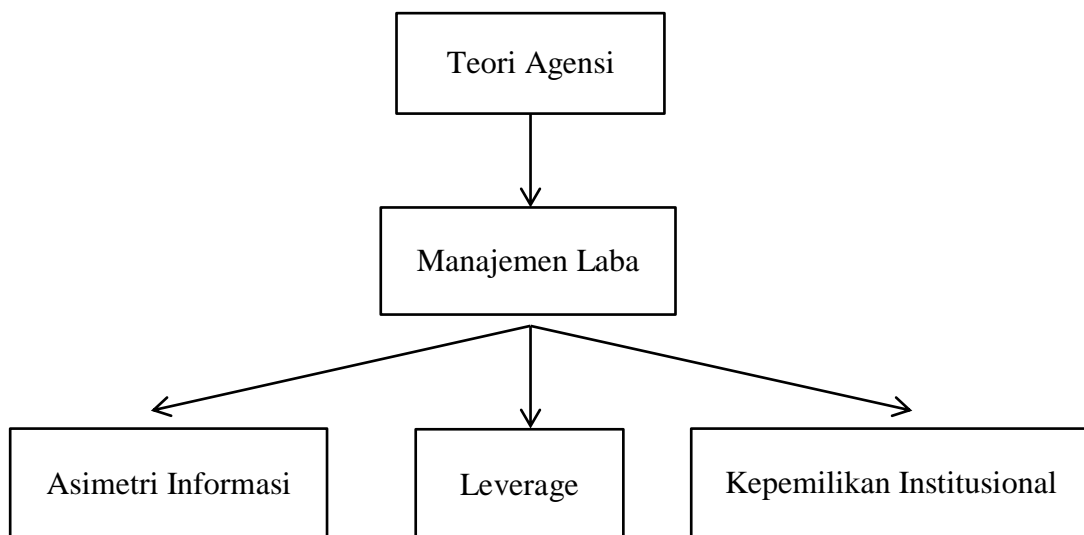 Teori Agensi
Manajemen Laba
Asimetri Informasi
Leverage
Kepemilikan Institusional